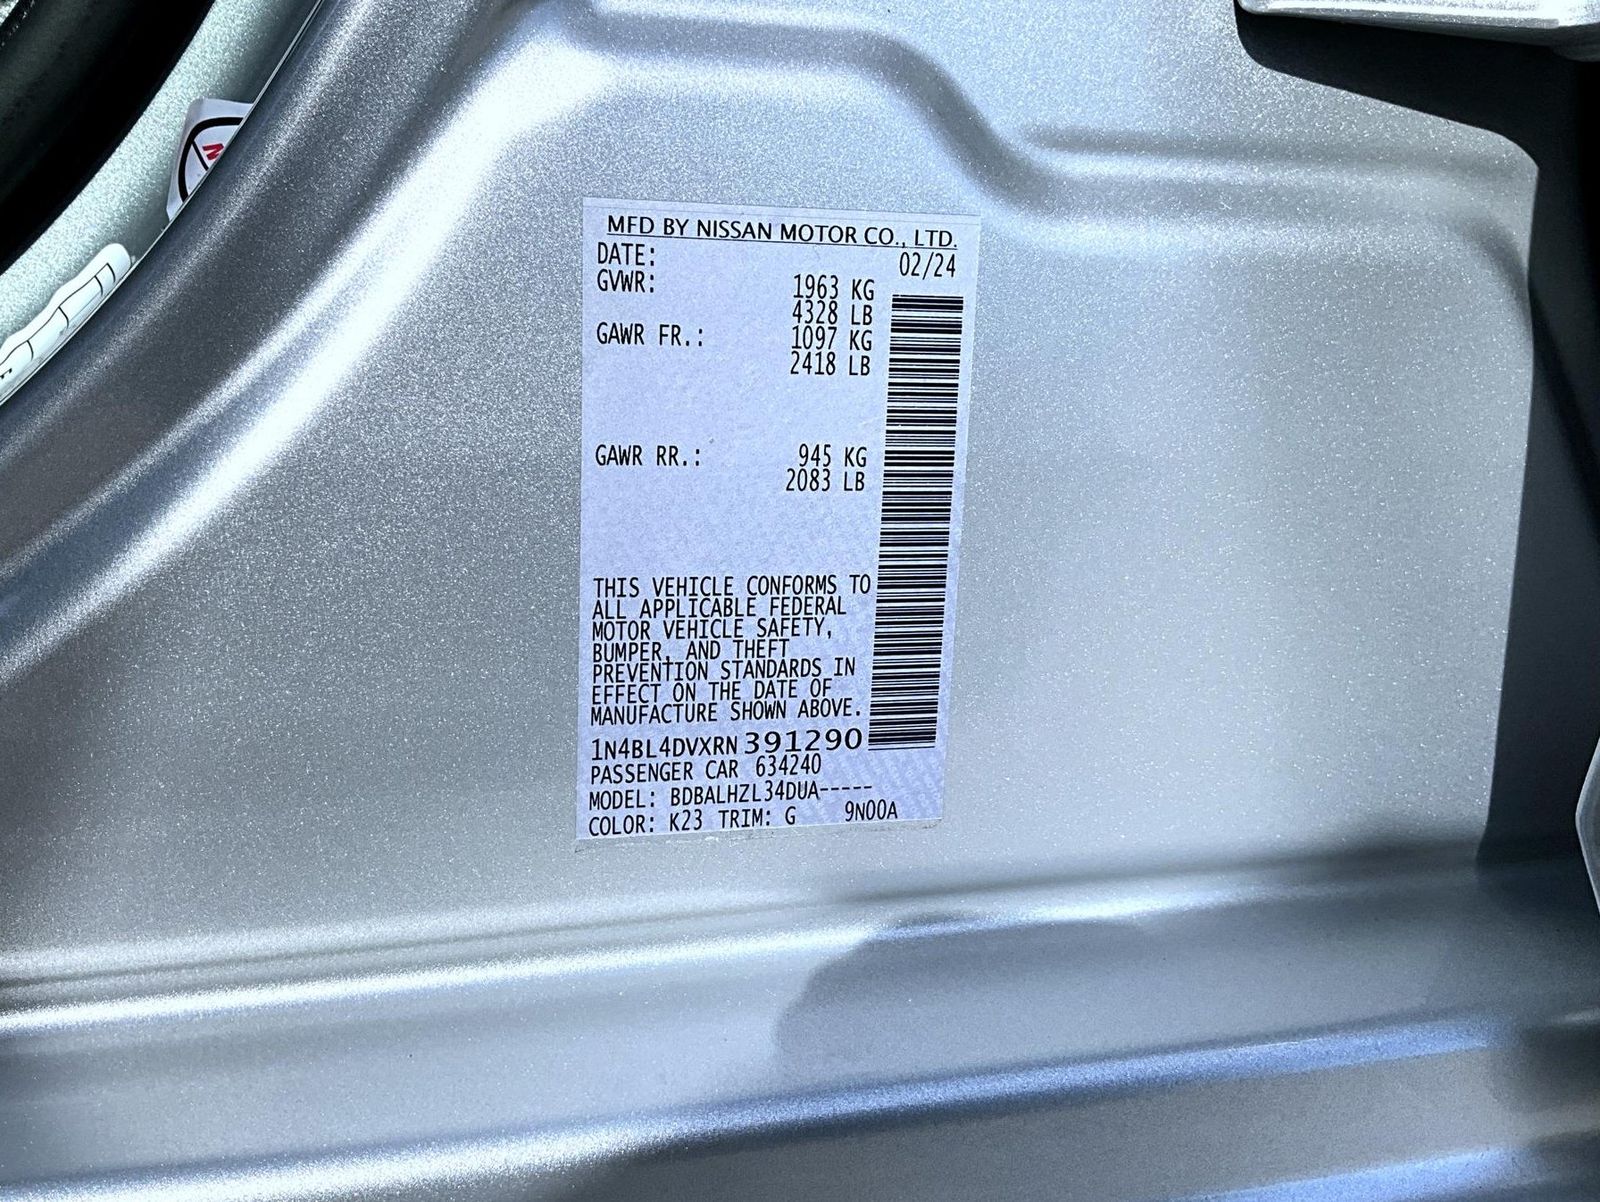 MFD BY NISSAN MOTOR CO., LTD.
DATE: 02/24
GVWR: 1963 KG
4328 LB
GAWR FR.: 1097 KG
2418 LB
GAWR RR.: 945 KG
2083 LB
THIS VEHICLE CONFORMS TO
ALL APPLICABLE FEDERAL
MOTOR VEHICLE SAFETY,
BUMPER, AND THEFT
PREVENTION STANDARDS IN
EFFECT ON THE DATE OF
MANUFACTURE SHOWN ABOVE.
1N4BL4DVXRN391290
PASSENGER CAR 634240
MODEL: BDBALHZL34DUA-----
COLOR: K23 TRIM: G 9N00A